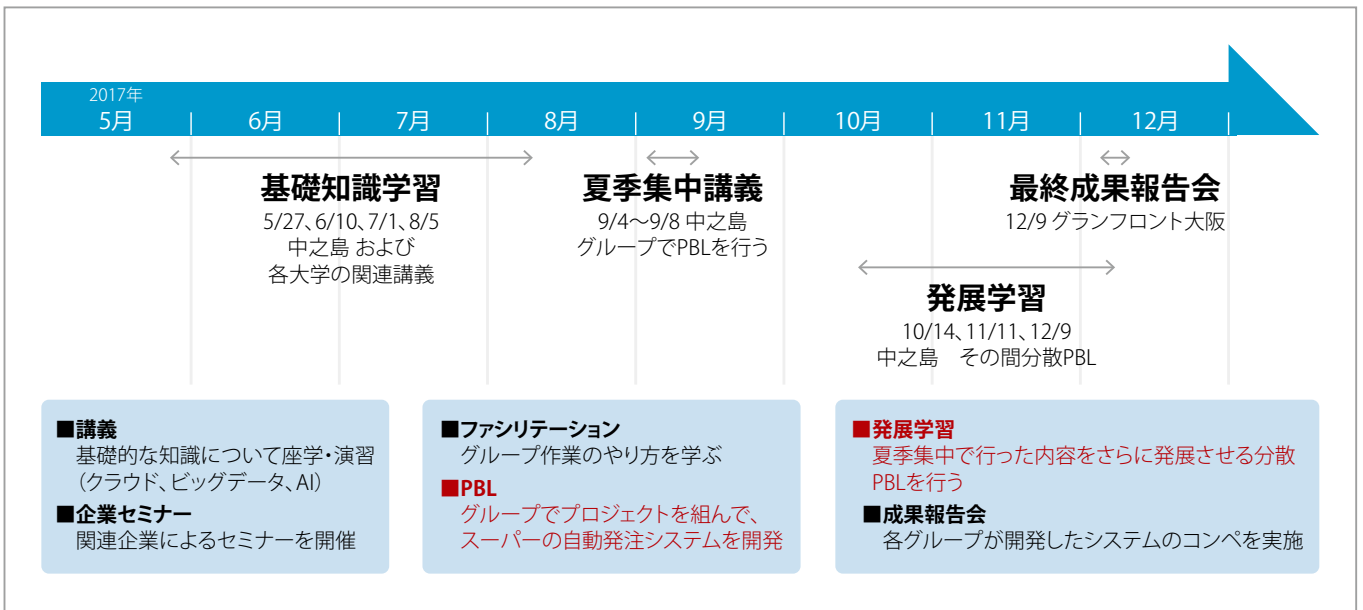 2017年
5月 | 6月 | 7月 | 8月 | 9月 | 10月 | 11月 | 12月 |
基礎知識学習
5/27、6/10、7/1、8/5
中之島 および
各大学の関連講義
夏季集中講義
9/4〜9/8 中之島
グループでPBLを行う
最終成果報告会
12/9 グランフロント大阪
発展学習
10/14、11/11、12/9
中之島　その間分散PBL
■講義
基礎的な知識について座学・演習
（クラウド、ビッグデータ、AI）
■企業セミナー
関連企業によるセミナーを開催
■ファシリテーション
グループ作業のやり方を学ぶ
■PBL
グループでプロジェクトを組んで、
スーパーの自動発注システムを開発
■発展学習
夏季集中で行った内容をさらに発展させる分散
PBLを行う
■成果報告会
各グループが開発したシステムのコンペを実施